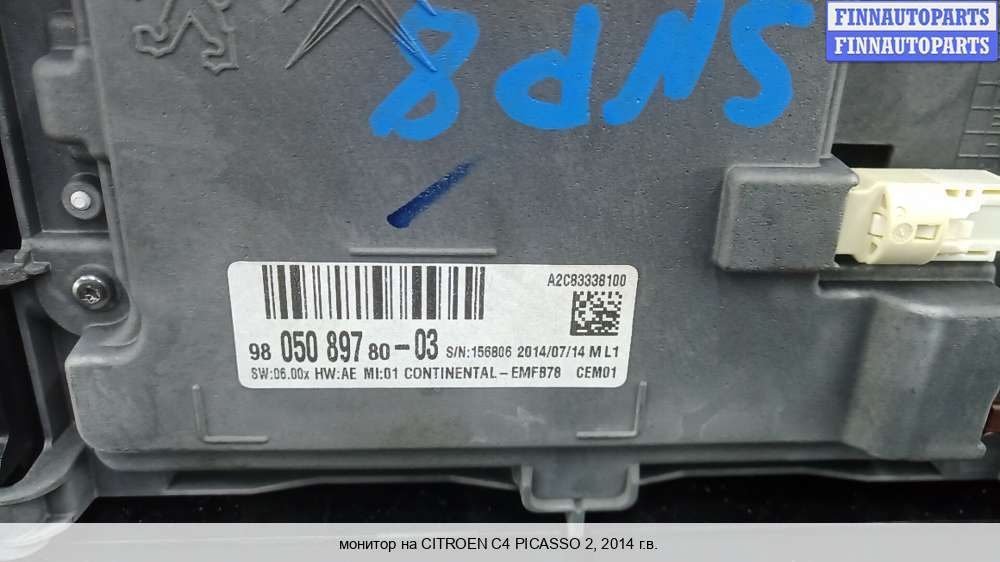 FINNAUTOPARTS
FINNAUTOPARTS
SNP8
A2C83338100
98 050 897 80-03 S/N:156806 2014/07/14 M L1
SW:06.00x HW:AE MI:01 CONTINENTAL-EMFB78 CEM01
монитор на CITROEN C4 PICASSO 2, 2014 г.в.